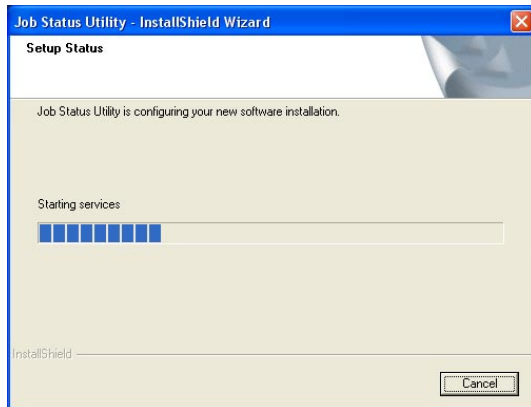 Job Status Utility - InstallShield Wizard
Setup Status
Job Status Utility is configuring your new software installation.
Starting services
InstallShield
Cancel